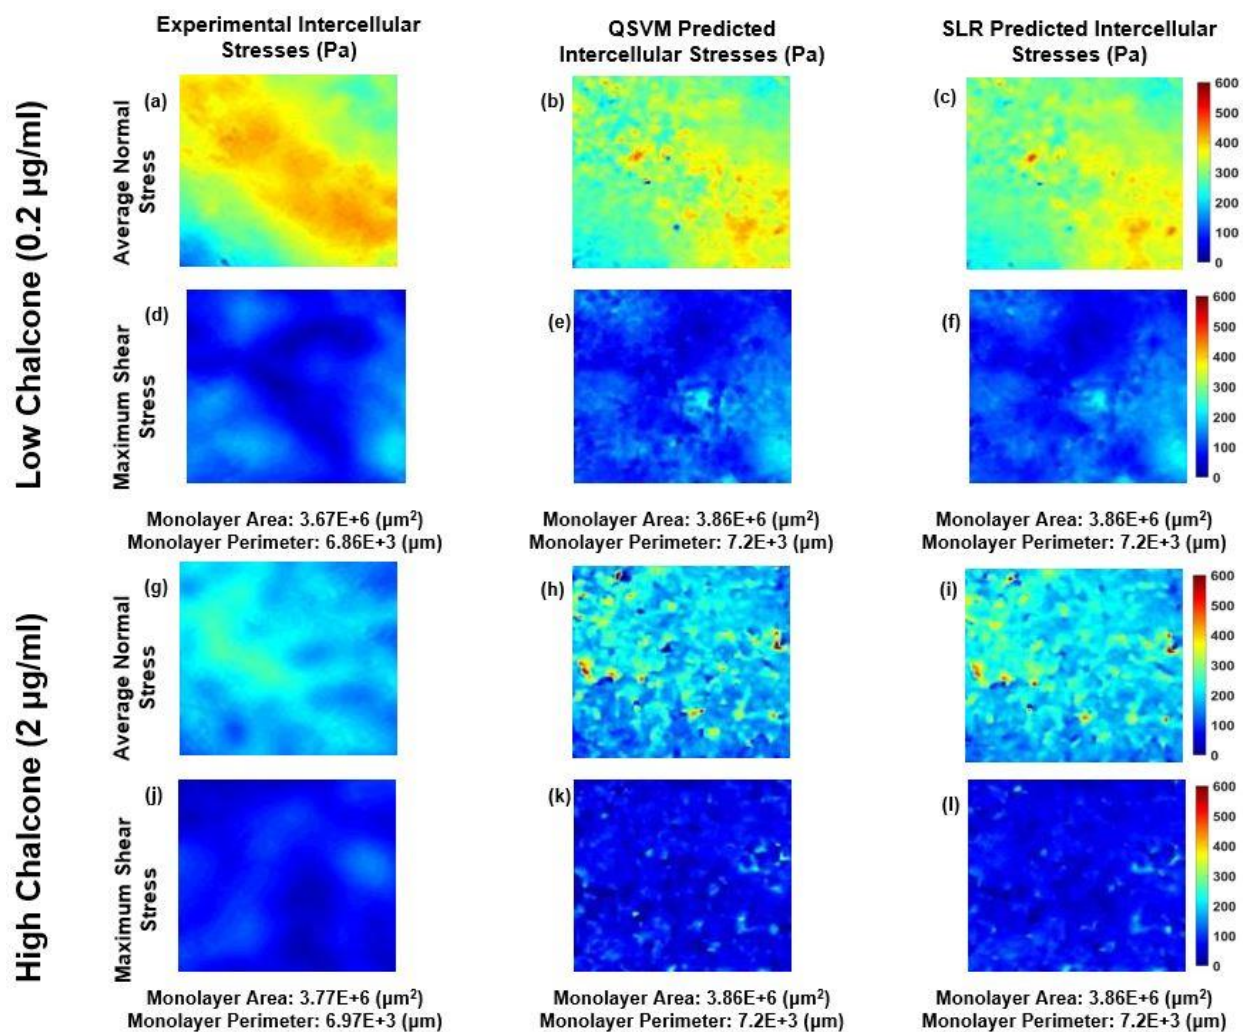 Experimental Intercellular
Stresses (Pa)
QSVM Predicted
Intercellular Stresses (Pa)
SLR Predicted Intercellular
Stresses (Pa)
Low Chalcone (0.2 µg/ml)
Average Normal
Stress
(a)
(b)
(c)
600
500
400
300
200
100
0
Maximum Shear
Stress
(d)
(e)
(f)
600
500
400
300
200
100
0
Monolayer Area: 3.67E+6 (µm²)
Monolayer Perimeter: 6.86E+3 (µm)
Monolayer Area: 3.86E+6 (µm²)
Monolayer Perimeter: 7.2E+3 (µm)
Monolayer Area: 3.86E+6 (µm²)
Monolayer Perimeter: 7.2E+3 (µm)
High Chalcone (2 µg/ml)
Average Normal
Stress
(g)
(h)
(i)
600
500
400
300
200
100
0
Maximum Shear
Stress
(j)
(k)
(l)
600
500
400
300
200
100
0
Monolayer Area: 3.77E+6 (µm²)
Monolayer Perimeter: 6.97E+3 (µm)
Monolayer Area: 3.86E+6 (µm²)
Monolayer Perimeter: 7.2E+3 (µm)
Monolayer Area: 3.86E+6 (µm²)
Monolayer Perimeter: 7.2E+3 (µm)